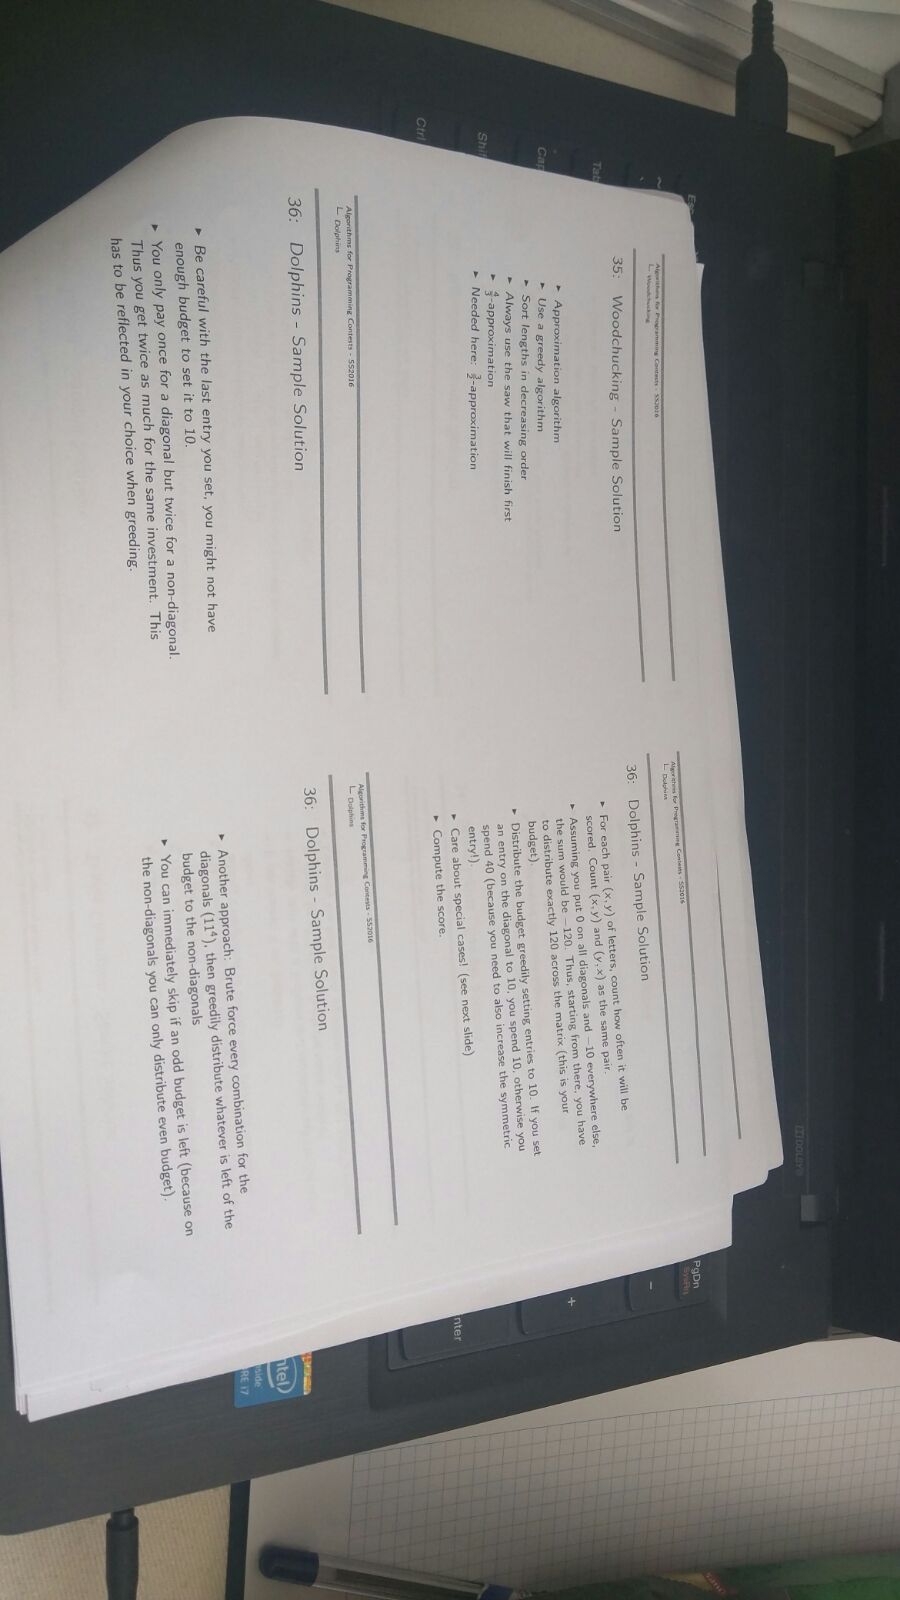 Algorithms for Programming Contests - SS2016
Woodchucking
35: Woodchucking - Sample Solution
▸ Approximation algorithm
▸ Use a greedy algorithm
▸ Sort lengths in decreasing order
▸ Always use the saw that will finish first
▸ 4/3-approximation
▸ Needed here: 3/2-approximation
Algorithms for Programming Contests - SS2016
Dolphins
36: Dolphins - Sample Solution
▸ For each pair (x, y) of letters, count how often it will be
scored. Count (x, y) and (y, x) as the same pair.
▸ Assuming you put 0 on all diagonals and −10 everywhere else,
the sum would be −120. Thus, starting from there, you have
to distribute exactly 120 across the matrix (this is your
budget).
▸ Distribute the budget greedily setting entries to 10. If you set
an entry on the diagonal to 10, you spend 10, otherwise you
spend 40 (because you need to also increase the symmetric
entry!).
▸ Care about special cases! (see next slide)
▸ Compute the score.
Algorithms for Programming Contests - SS2016
Dolphins
36: Dolphins - Sample Solution
▸ Be careful with the last entry you set, you might not have
enough budget to set it to 10.
▸ You only pay once for a diagonal but twice for a non-diagonal.
Thus you get twice as much for the same investment. This
has to be reflected in your choice when greeding.
Algorithms for Programming Contests - SS2016
Dolphins
36: Dolphins - Sample Solution
▸ Another approach: Brute force every combination for the
diagonals (11⁴), then greedily distribute whatever is left of the
budget to the non-diagonals
▸ You can immediately skip if an odd budget is left (because on
the non-diagonals you can only distribute even budget).
Esc
~
Tab
Cap
Shif
Ctrl
DOLBY
PgDn
SysRq
-
+
nter
intel
inside
RE i7